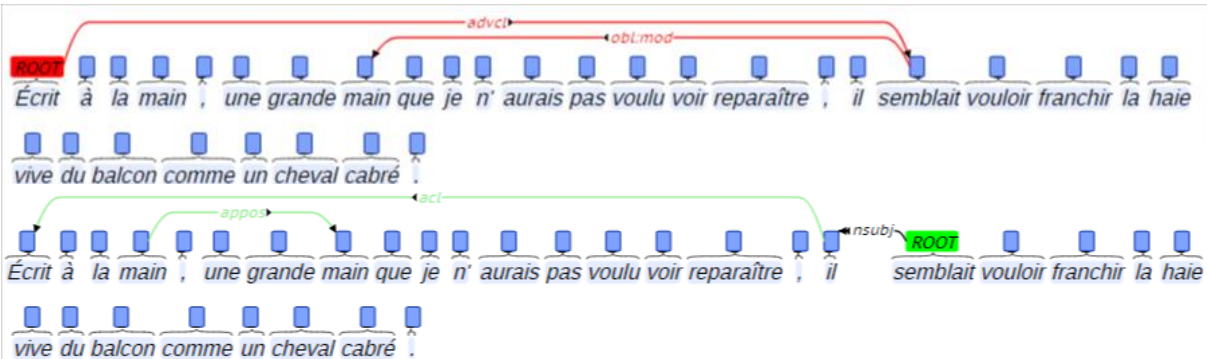 advcl
obl:mod
ROOT
Écrit à la main , une grande main que je n' aurais pas voulu voir reparaître , il semblait vouloir franchir la haie
vive du balcon comme un cheval cabré .
acl
appos
nsubj
ROOT
Écrit à la main , une grande main que je n' aurais pas voulu voir reparaître , il semblait vouloir franchir la haie
vive du balcon comme un cheval cabré .